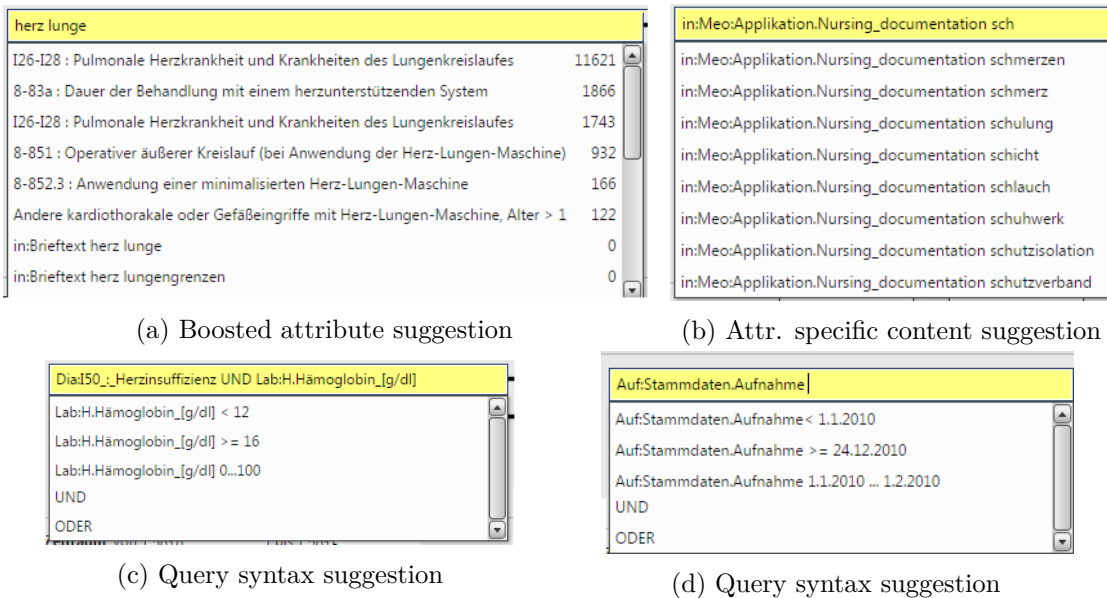 herz lunge
I26-I28 : Pulmonale Herzkrankheit und Krankheiten des Lungenkreislaufes 11621
8-83a : Dauer der Behandlung mit einem herzunterstützenden System 1866
I26-I28 : Pulmonale Herzkrankheit und Krankheiten des Lungenkreislaufes 1743
8-851 : Operativer äußerer Kreislauf (bei Anwendung der Herz-Lungen-Maschine) 932
8-852.3 : Anwendung einer minimalisierten Herz-Lungen-Maschine 166
Andere kardiothorakale oder Gefäßeingriffe mit Herz-Lungen-Maschine, Alter > 1 122
in:Brieftext herz lunge 0
in:Brieftext herz lungengrenzen 0
(a) Boosted attribute suggestion
in:Meo:Applikation.Nursing_documentation sch
in:Meo:Applikation.Nursing_documentation schmerzen
in:Meo:Applikation.Nursing_documentation schmerz
in:Meo:Applikation.Nursing_documentation schulung
in:Meo:Applikation.Nursing_documentation schicht
in:Meo:Applikation.Nursing_documentation schlauch
in:Meo:Applikation.Nursing_documentation schuhwerk
in:Meo:Applikation.Nursing_documentation schutzisolation
in:Meo:Applikation.Nursing_documentation schutzverband
(b) Attr. specific content suggestion
Dia:I50_:_Herzinsuffizienz UND Lab:H.Hämoglobin_[g/dl]
Lab:H.Hämoglobin_[g/dl] < 12
Lab:H.Hämoglobin_[g/dl] >= 16
Lab:H.Hämoglobin_[g/dl] 0...100
UND
ODER
(c) Query syntax suggestion
Auf:Stammdaten.Aufnahme
Auf:Stammdaten.Aufnahme< 1.1.2010
Auf:Stammdaten.Aufnahme >= 24.12.2010
Auf:Stammdaten.Aufnahme 1.1.2010 ... 1.2.2010
UND
ODER
(d) Query syntax suggestion